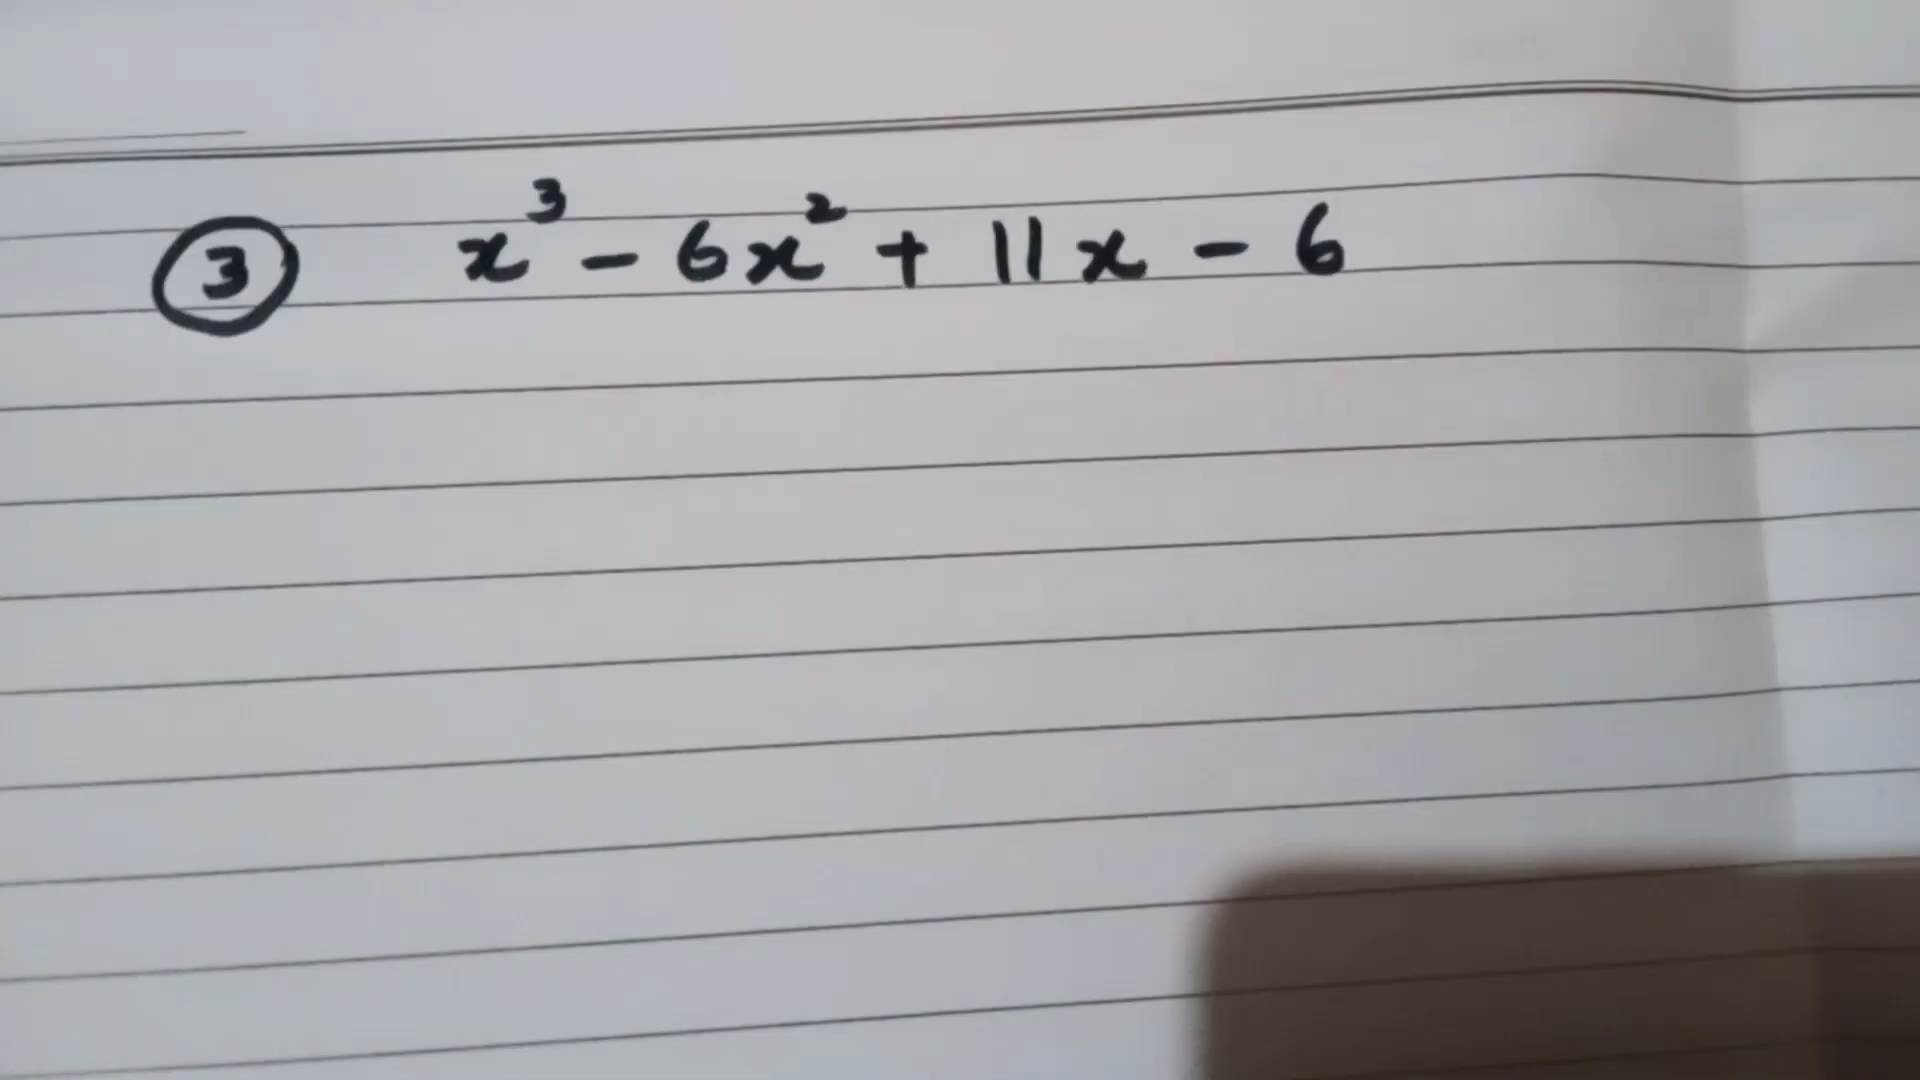 ③ x³ - 6x² + 11x - 6